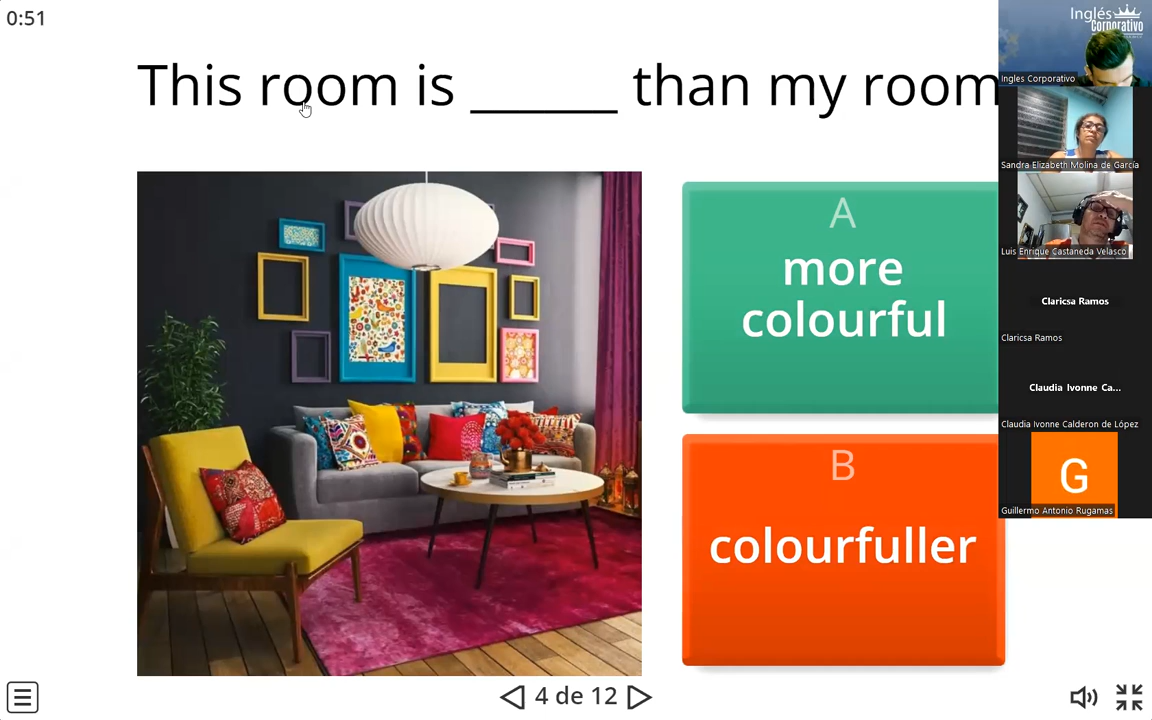 0:51
This room is ______ than my room
A
more
colourful
B
colourfuller
4 de 12
Inglés
Corporativo
Ingles Corporativo
Sandra Elizabeth Molina de García
Luis Enrique Castaneda Velasco
Claricsa Ramos
Claricsa Ramos
Claudia Ivonne Ca...
Claudia Ivonne Calderon de López
G
Guillermo Antonio Rugamas